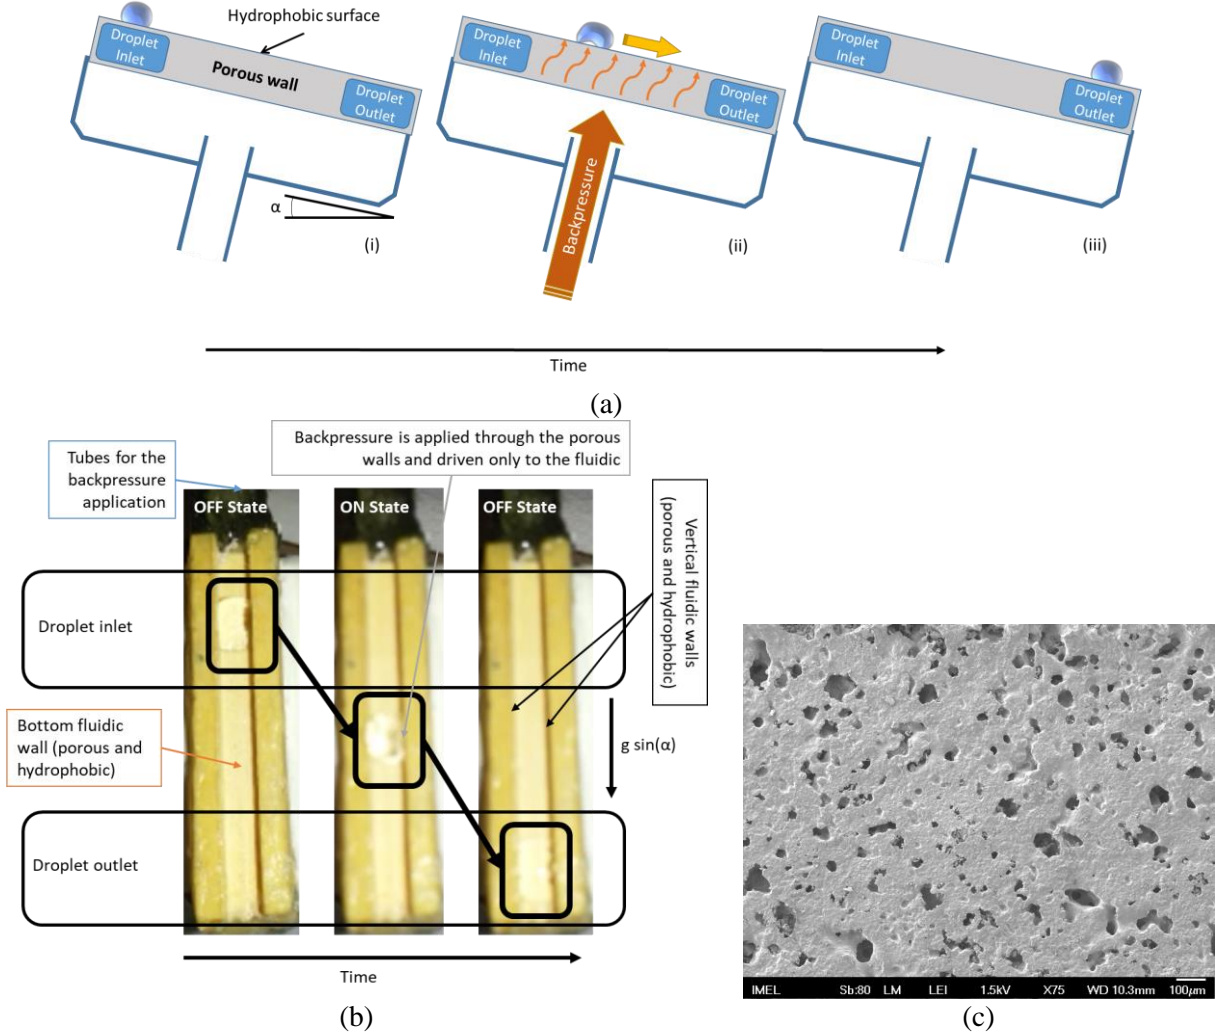 Hydrophobic surface
Droplet
Inlet
Porous wall
Droplet
Outlet
α
(i)
Droplet
Inlet
Droplet
Outlet
Backpressure
(ii)
Droplet
Inlet
Droplet
Outlet
(iii)
Time
(a)
Tubes for the
backpressure
application
Backpressure is applied through the porous
walls and driven only to the fluidic
OFF State
ON State
OFF State
Vertical fluidic walls
(porous and hydrophobic)
Droplet inlet
Bottom fluidic
wall (porous and
hydrophobic)
g sin(α)
Droplet outlet
Time
(b)
IMEL Sb:80 LM LEI 1.5kV X75 WD 10.3mm 100μm
(c)